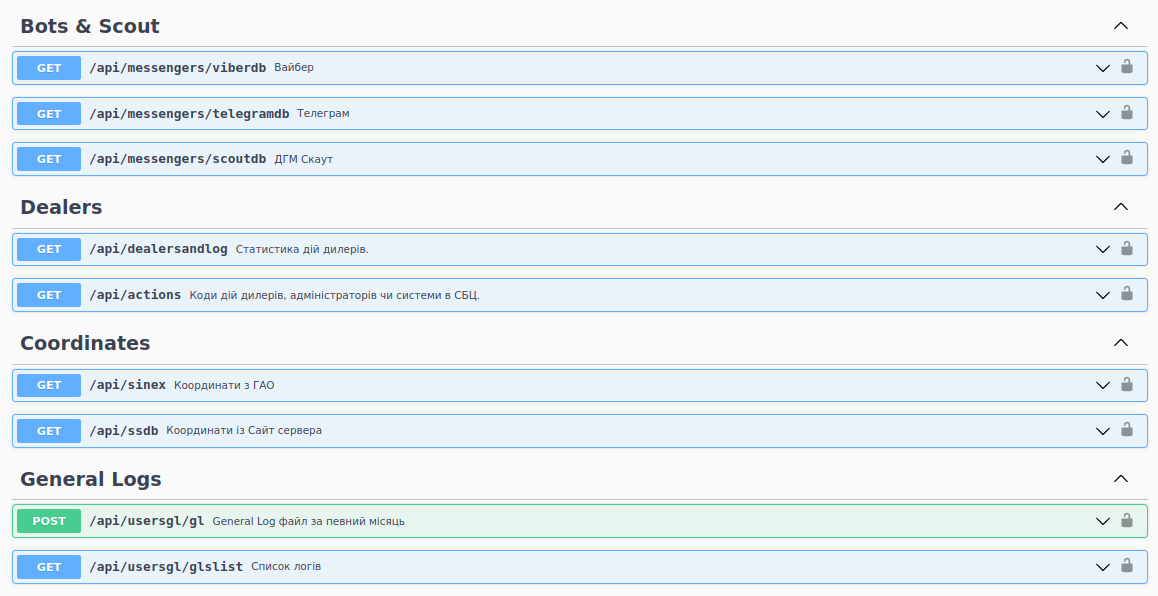 Bots & Scout
GET /api/messengers/viberdb Вайбер
GET /api/messengers/telegramdb Телеграм
GET /api/messengers/scoutdb ДГМ Скаут
Dealers
GET /api/dealersandlog Статистика дій дилерів.
GET /api/actions Коди дій дилерів, адміністраторів чи системи в СБЦ.
Coordinates
GET /api/sinex Координати з ГАО
GET /api/ssdb Координати із Сайт сервера
General Logs
POST /api/usersgl/gl General Log файл за певний місяць
GET /api/usersgl/glslist Список логів